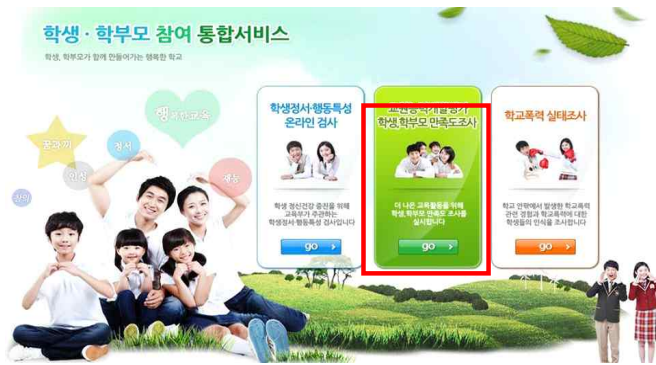 학생·학부모 참여 통합서비스
학생, 학부모가 함께 만들어가는 행복한 학교
행복한교육
꿈과끼
정서
인성
재능
창의
학생정서·행동특성
온라인 검사
학생 정신건강 증진을 위해
교육부가 주관하는
학생정서·행동특성 검사입니다
go
교원능력개발평가
학생,학부모 만족도조사
더 나은 교육활동을 위해
학생,학부모 만족도 조사를
실시합니다
go
학교폭력 실태조사
학교 안밖에서 발생한 학교폭력
관련 경험과 학교폭력에 대한
학생들의 인식을 조사합니다
go